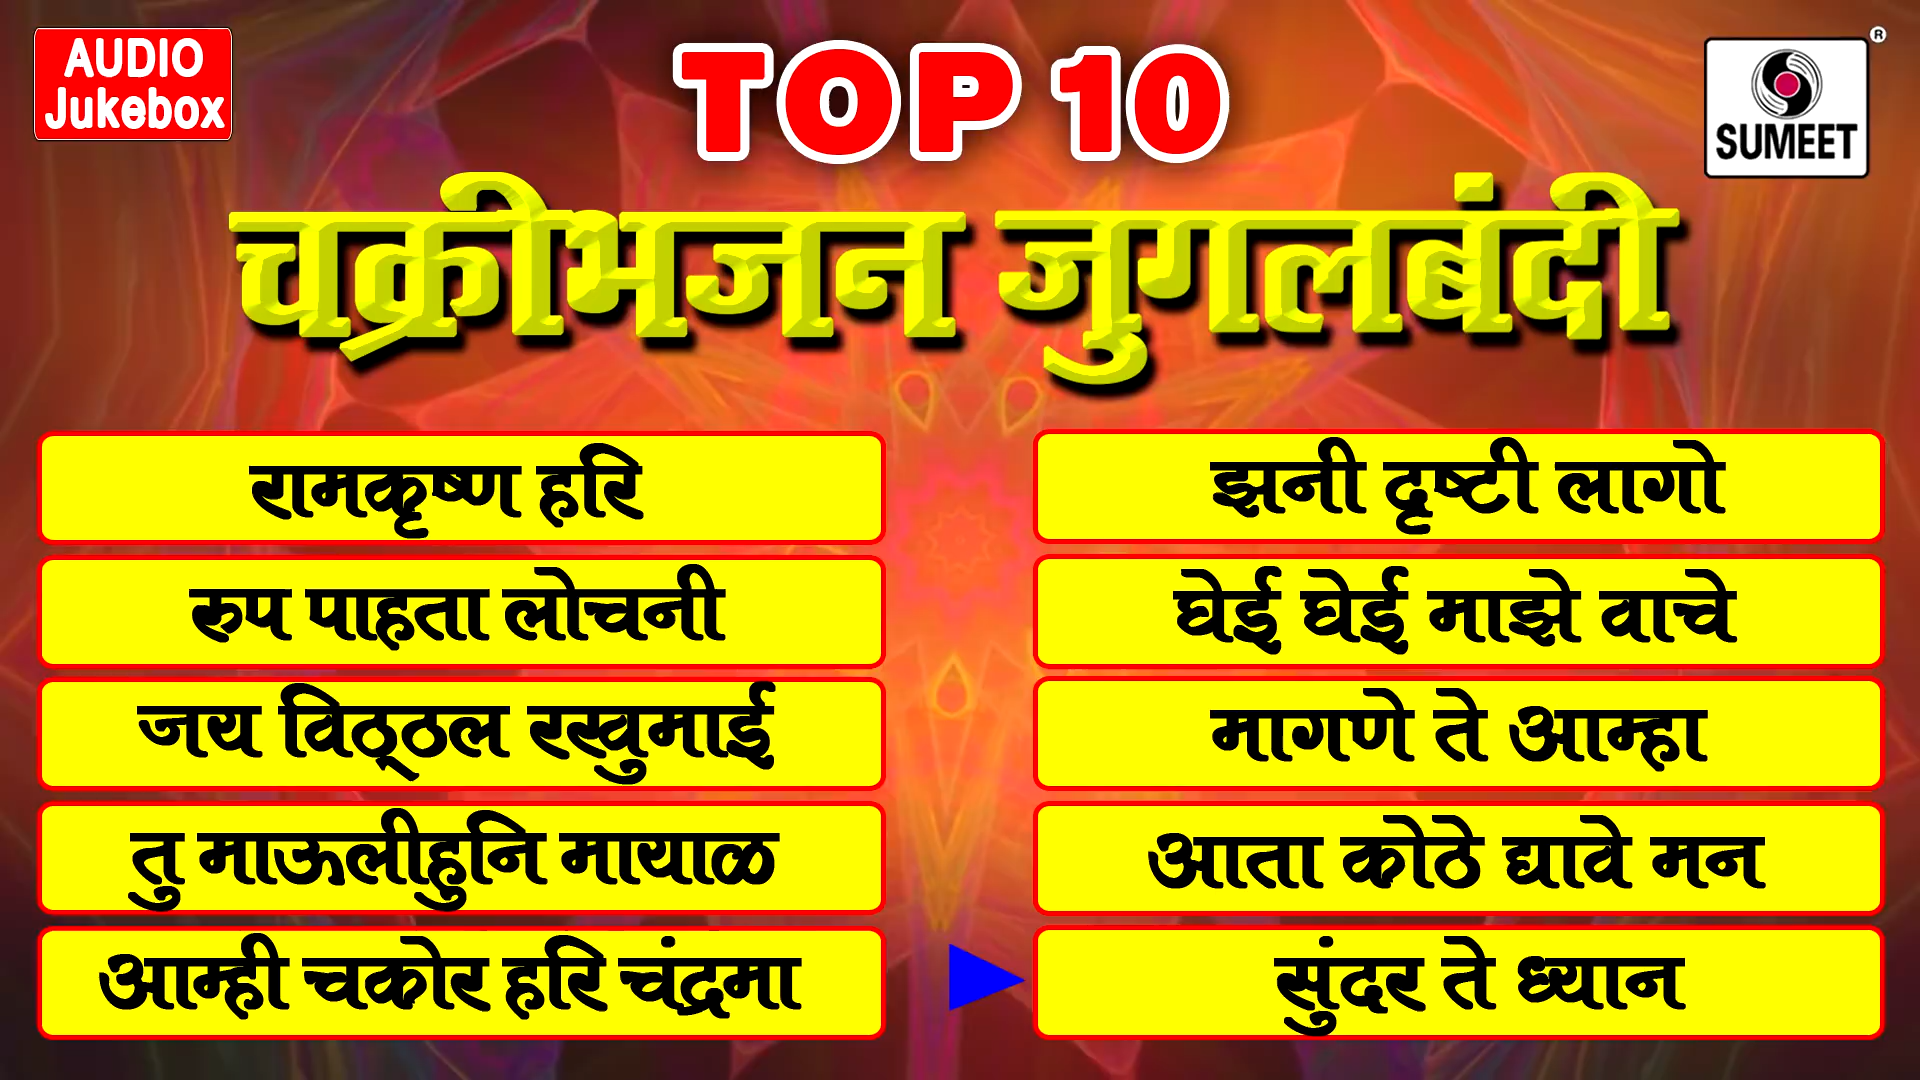 AUDIO
Jukebox
TOP 10
SUMEET
®
चक्रीभजन जुगलबंदी
रामकृष्ण हरि
रुप पाहता लोचनी
जय विठ्ठल रखुमाई
तु माऊलीहुनि मायाळ
आम्ही चकोर हरि चंद्रमा
झनी दृष्टी लागो
घेई घेई माझे वाचे
मागणे ते आम्हा
आता कोठे द्यावे मन
सुंदर ते ध्यान